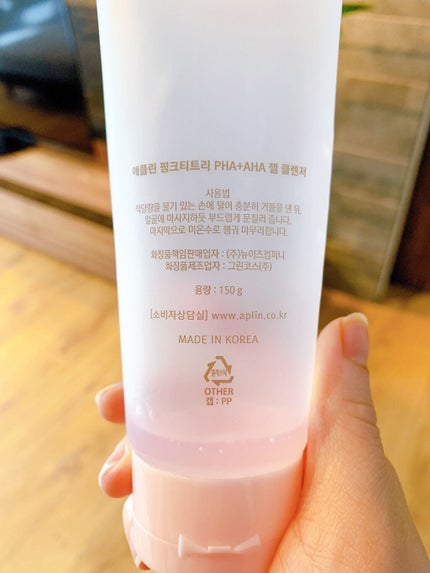 애플린 핑크티트리 PHA+AHA 젤 클렌저
사용법
적당량을 물기 있는 손에 덜어 충분히 거품을 낸 뒤,
얼굴에 마사지하듯 부드럽게 문질러 줍니다.
마지막으로 미온수로 헹궈 마무리합니다.
화장품책임판매업자 : (주)뉴이즈컴퍼니
화장품제조업자 : 그린코스(주)
용량 : 150 g
[소비자상담실] www.aplin.co.kr
MADE IN KOREA
플라스틱
OTHER
캡 : PP